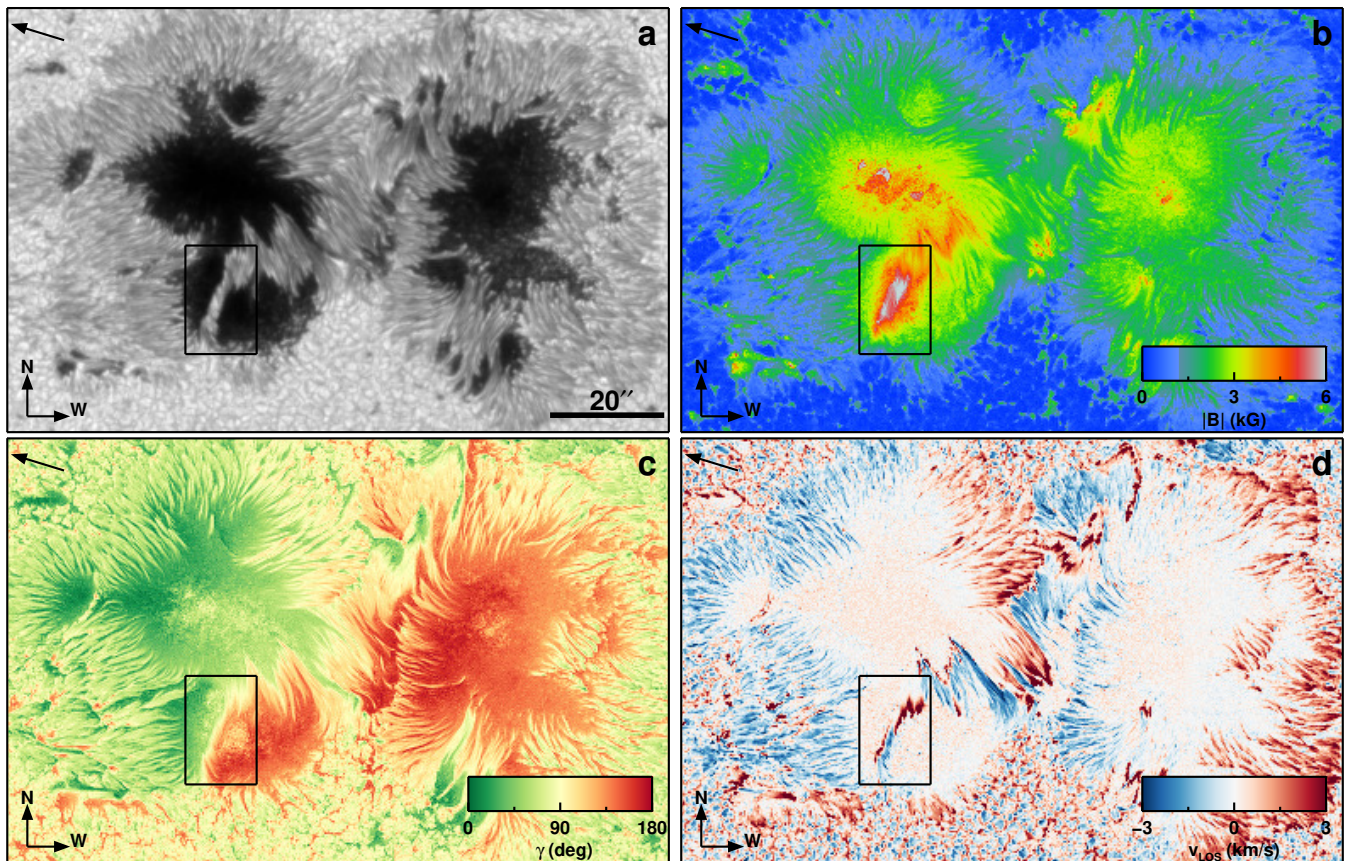 a
b
N
W
20″
N
W
0 3 6
|B| (kG)
c
d
N
W
0 90 180
γ (deg)
N
W
−3 0 3
v_LOS (km/s)